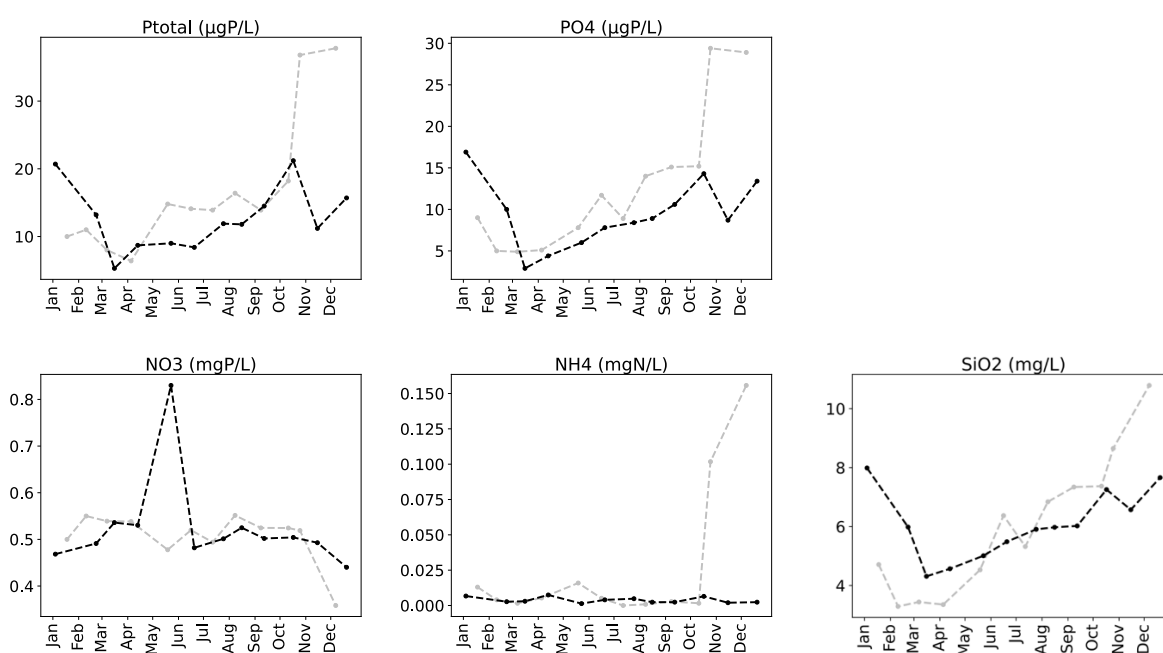 Ptotal (µgP/L)
30
20
10
Jan
Feb
Mar
Apr
May
Jun
Jul
Aug
Sep
Oct
Nov
Dec
PO4 (µgP/L)
30
25
20
15
10
5
Jan
Feb
Mar
Apr
May
Jun
Jul
Aug
Sep
Oct
Nov
Dec
NO3 (mgP/L)
0.8
0.7
0.6
0.5
0.4
Jan
Feb
Mar
Apr
May
Jun
Jul
Aug
Sep
Oct
Nov
Dec
NH4 (mgN/L)
0.150
0.125
0.100
0.075
0.050
0.025
0.000
Jan
Feb
Mar
Apr
May
Jun
Jul
Aug
Sep
Oct
Nov
Dec
SiO2 (mg/L)
10
8
6
4
Jan
Feb
Mar
Apr
May
Jun
Jul
Aug
Sep
Oct
Nov
Dec